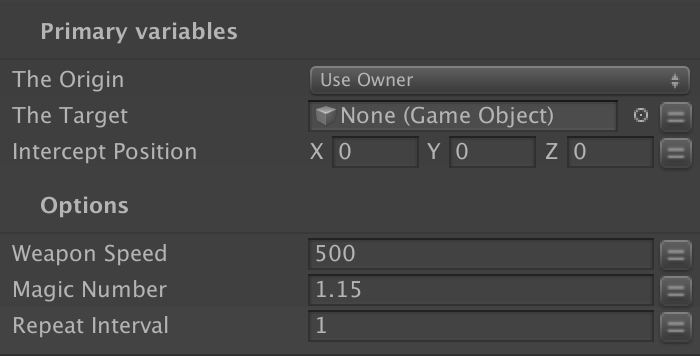 Primary variables
The Origin Use Owner
The Target None (Game Object)
Intercept Position X 0 Y 0 Z 0
Options
Weapon Speed 500
Magic Number 1.15
Repeat Interval 1